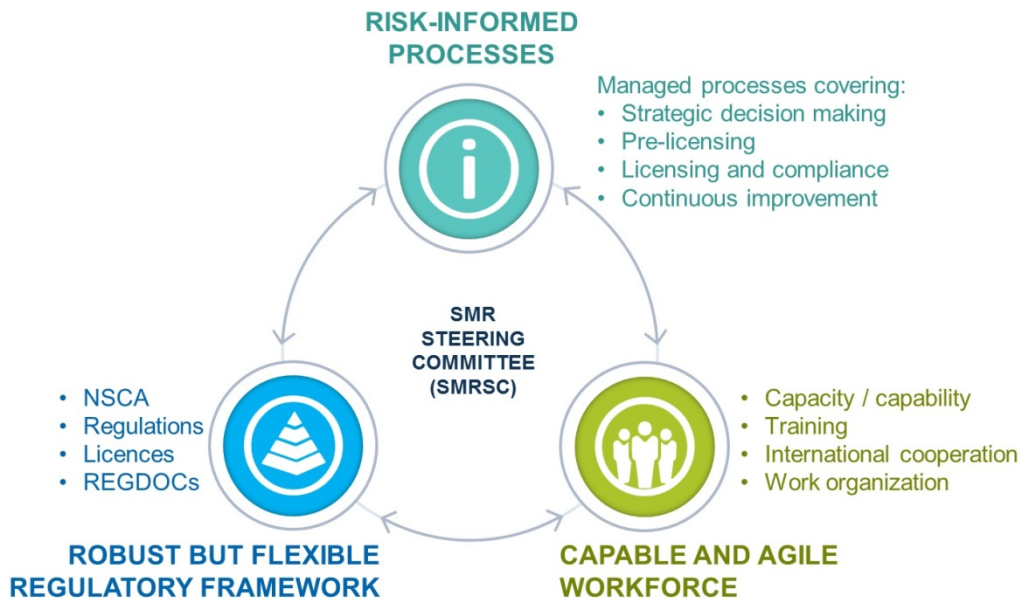 RISK-INFORMED
PROCESSES
Managed processes covering:
• Strategic decision making
• Pre-licensing
• Licensing and compliance
• Continuous improvement
i
SMR
STEERING
COMMITTEE
(SMRSC)
• NSCA
• Regulations
• Licences
• REGDOCs
• Capacity / capability
• Training
• International cooperation
• Work organization
ROBUST BUT FLEXIBLE
REGULATORY FRAMEWORK
CAPABLE AND AGILE
WORKFORCE